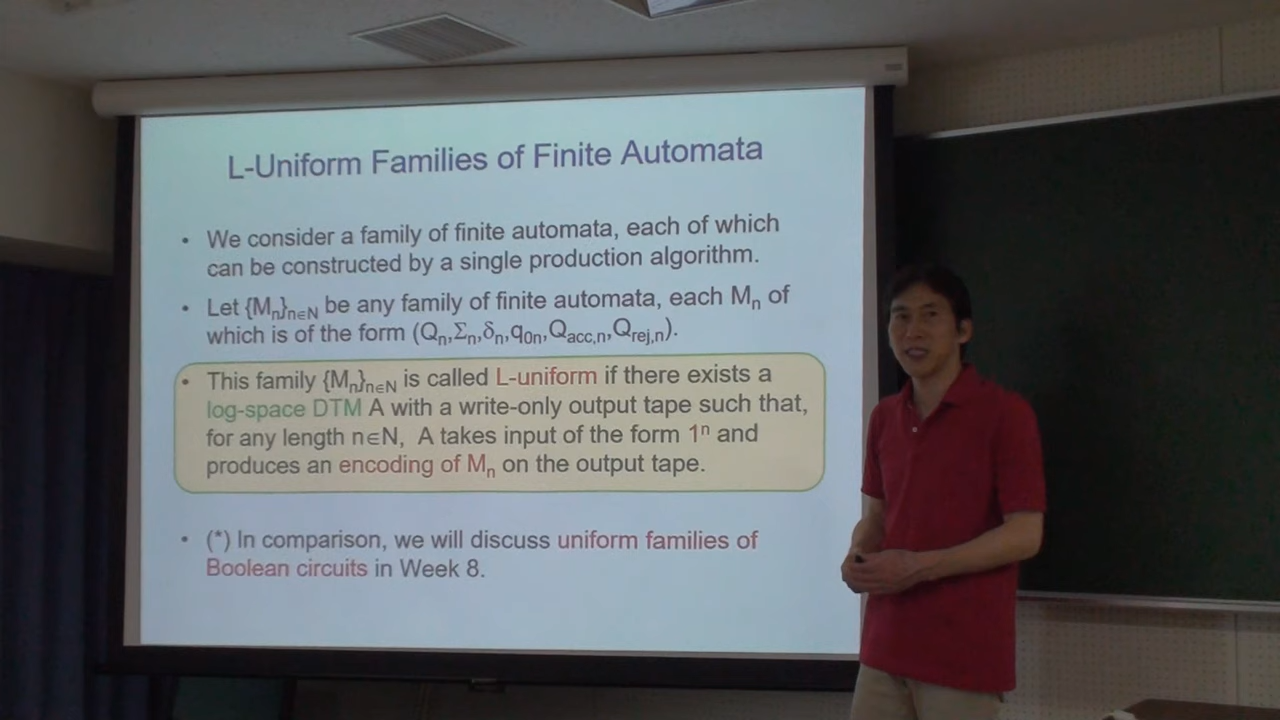 L-Uniform Families of Finite Automata
• We consider a family of finite automata, each of which
can be constructed by a single production algorithm.
• Let {Mₙ}ₙ∈N be any family of finite automata, each Mₙ of
which is of the form (Qₙ,Σₙ,δₙ,q₀ₙ,Qacc,n,Qrej,n).
• This family {Mₙ}ₙ∈N is called L-uniform if there exists a
log-space DTM A with a write-only output tape such that,
for any length n∈N, A takes input of the form 1ⁿ and
produces an encoding of Mₙ on the output tape.
• (*) In comparison, we will discuss uniform families of
Boolean circuits in Week 8.